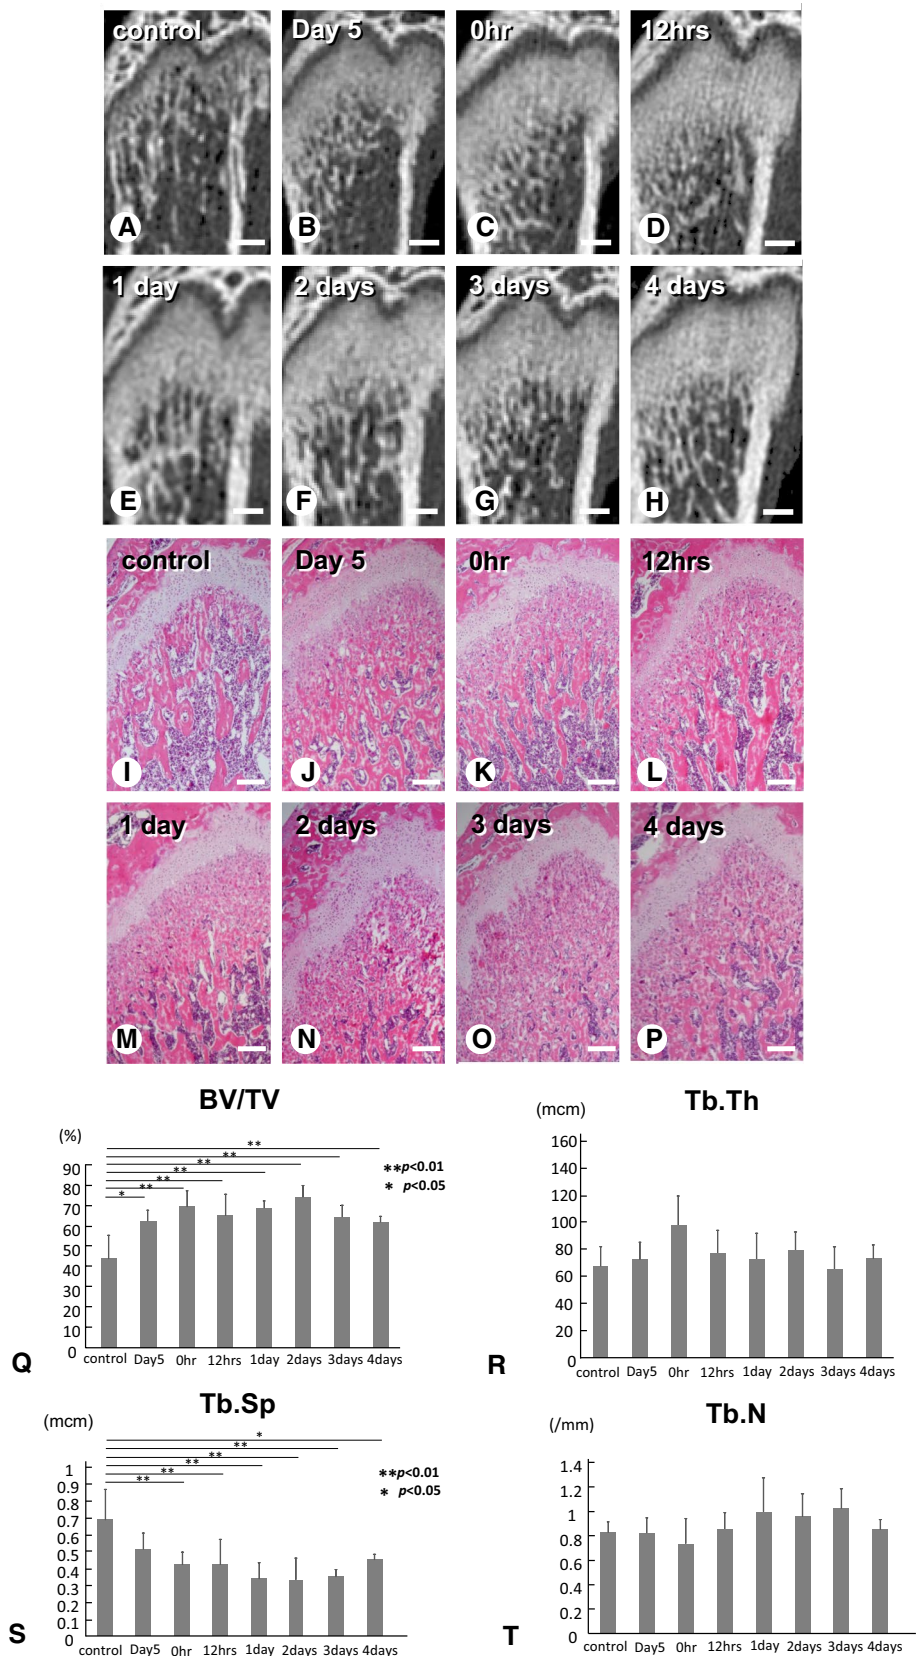 control Day 5 0hr 12hrs
A B C D
1 day 2 days 3 days 4 days
E F G H
control Day 5 0hr 12hrs
I J K L
1 day 2 days 3 days 4 days
M N O P
BV/TV
(%)
**
**
**
**
**
**
*
**p<0.01
* p<0.05
90
80
70
60
50
40
30
20
10
0
control Day5 0hr 12hrs 1day 2days 3days 4days
Q
Tb.Th
(mcm)
160
140
120
100
80
60
40
20
0
control Day5 0hr 12hrs 1day 2days 3days 4days
R
Tb.Sp
(mcm)
*
**
**
**
**
**
**p<0.01
* p<0.05
1
0.9
0.8
0.7
0.6
0.5
0.4
0.3
0.2
0.1
0
control Day5 0hr 12hrs 1day 2days 3days 4days
S
Tb.N
(/mm)
1.4
1.2
1
0.8
0.6
0.4
0.2
0
control Day5 0hr 12hrs 1day 2days 3days 4days
T